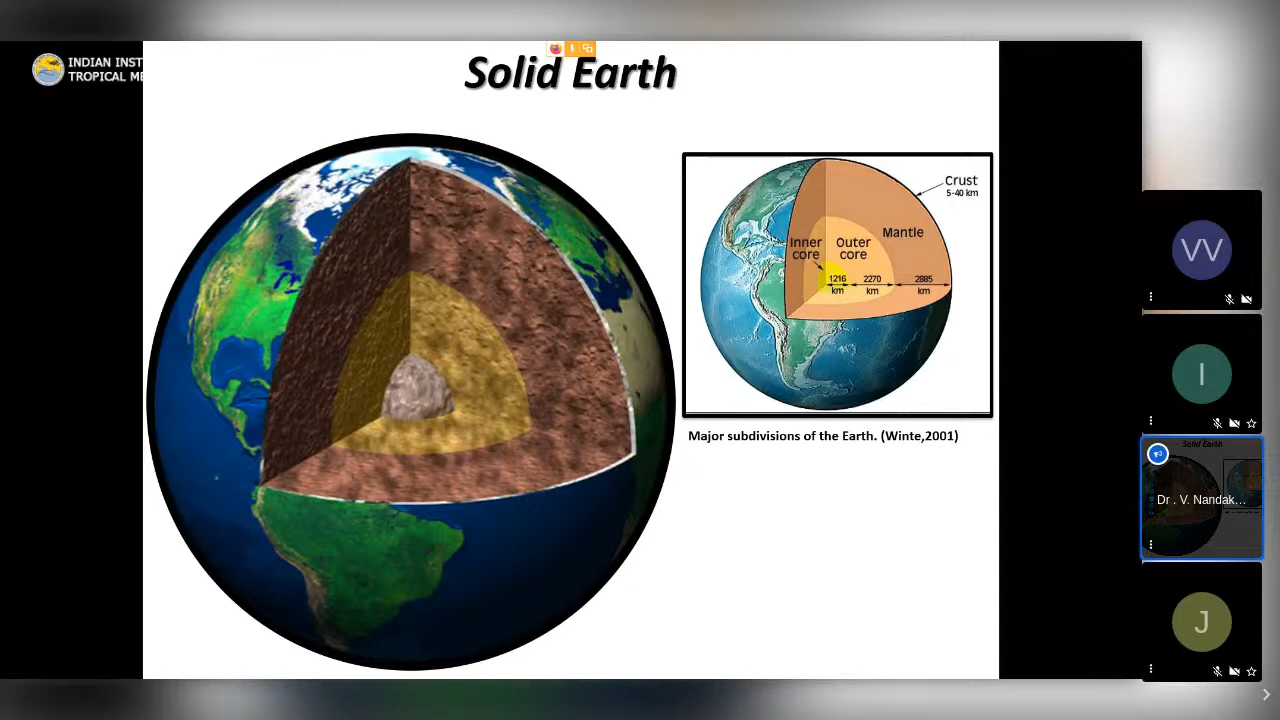 INDIAN INST
TROPICAL ME
Solid Earth
Crust
5-40 km
Mantle
Inner
core
Outer
core
1216
km
2270
km
2885
km
Major subdivisions of the Earth. (Winte,2001)
VV
I
Solid Earth
Dr . V. Nandak...
J